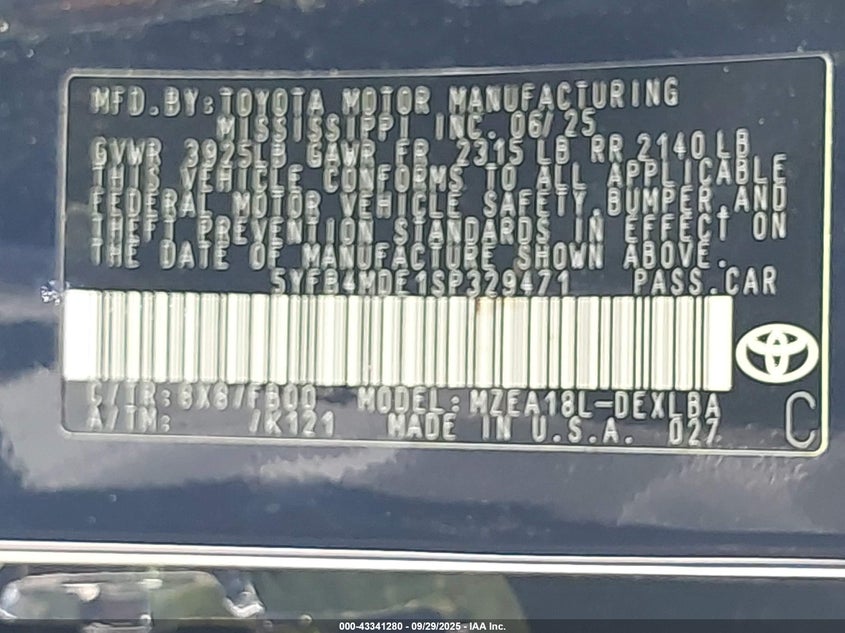 MFD.BY:TOYOTA MOTOR MANUFACTURING
MISSISSIPPI INC. 06/25
GVWR 3925LB GAWR FR 2315 LB RR 2140 LB
THIS VEHICLE CONFORMS TO ALL APPLICABLE
FEDERAL MOTOR VEHICLE SAFETY,BUMPER,AND
THEFT PREVENTION STANDARDS IN EFFECT ON
THE DATE OF MANUFACTURE SHOWN ABOVE.
5YFB4MDE1SP329471 PASS.CAR
C/TR:8X8/FB00 MODEL:MZEA18L-DEXLBA
A/TM: /K121 MADE IN U.S.A. D27
C
000-43341280 - 09/29/2025 - IAA Inc.